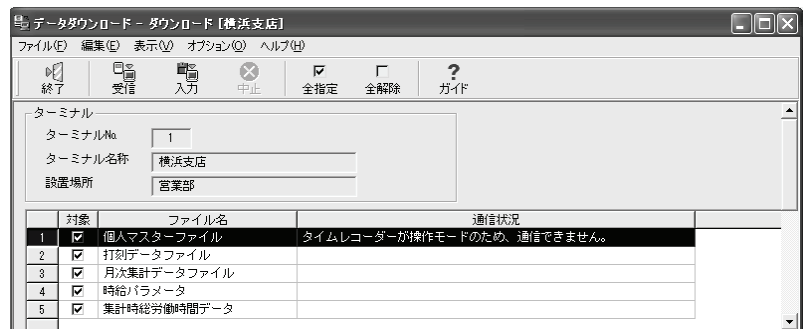 データダウンロード - ダウンロード [横浜支店]
ファイル(F) 編集(E) 表示(V) オプション(O) ヘルプ(H)
終了 受信 入力 中止 全指定 全解除 ガイド
ターミナル
ターミナルNo. 1
ターミナル名称 横浜支店
設置場所 営業部
対象 ファイル名 通信状況
1 個人マスターファイル タイムレコーダーが操作モードのため、通信できません。
2 打刻データファイル
3 月次集計データファイル
4 時給パラメータ
5 集計時総労働時間データ